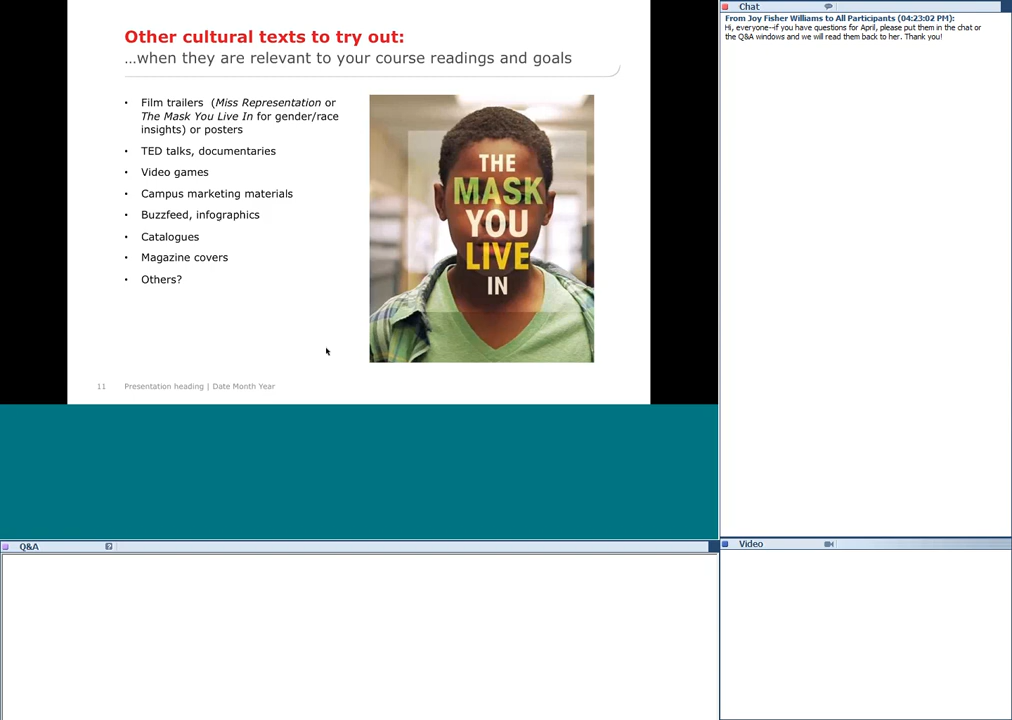 Other cultural texts to try out:
...when they are relevant to your course readings and goals
• Film trailers (Miss Representation or
The Mask You Live In for gender/race
insights) or posters
• TED talks, documentaries
• Video games
• Campus marketing materials
• Buzzfeed, infographics
• Catalogues
• Magazine covers
• Others?
THE
MASK
YOU
LIVE
IN
11 Presentation heading | Date Month Year
Chat
From Joy Fisher Williams to All Participants (04:23:02 PM):
Hi, everyone--if you have questions for April, please put them in the chat or
the Q&A windows and we will read them back to her. Thank you!
Q&A
Video